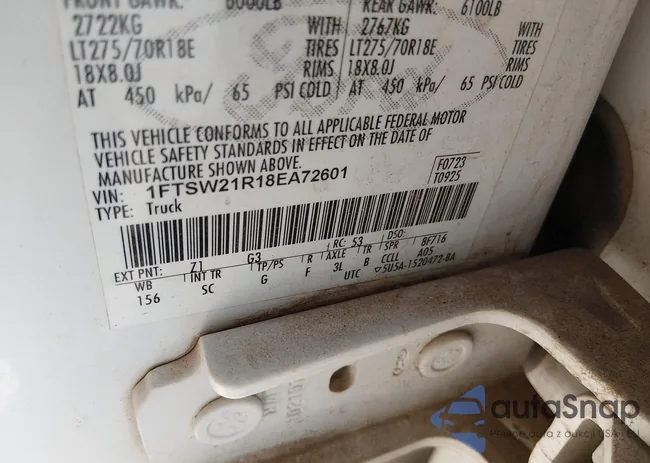 FRONT GAWR: 6000LB REAR GAWR: 6100LB
2722KG WITH 2767KG WITH
LT275/70R18E TIRES LT275/70R18E TIRES
18X8.0J RIMS 18X8.0J RIMS
AT 450 kPa/ 65 PSI COLD AT 450 kPa/ 65 PSI COLD
Ford
THIS VEHICLE CONFORMS TO ALL APPLICABLE FEDERAL MOTOR
VEHICLE SAFETY STANDARDS IN EFFECT ON THE DATE OF
MANUFACTURE SHOWN ABOVE.
VIN: 1FTSW21R18EA72601
TYPE: Truck
F0723
T0925
EXT PNT: Z1 G3 RC: 53 DSO:
WB INT TR TP/PS R AXLE TR SPR 8F716
156 SC G F 3L B CCLL A05
UTC 5U5A-1520472-BA
autoSnap